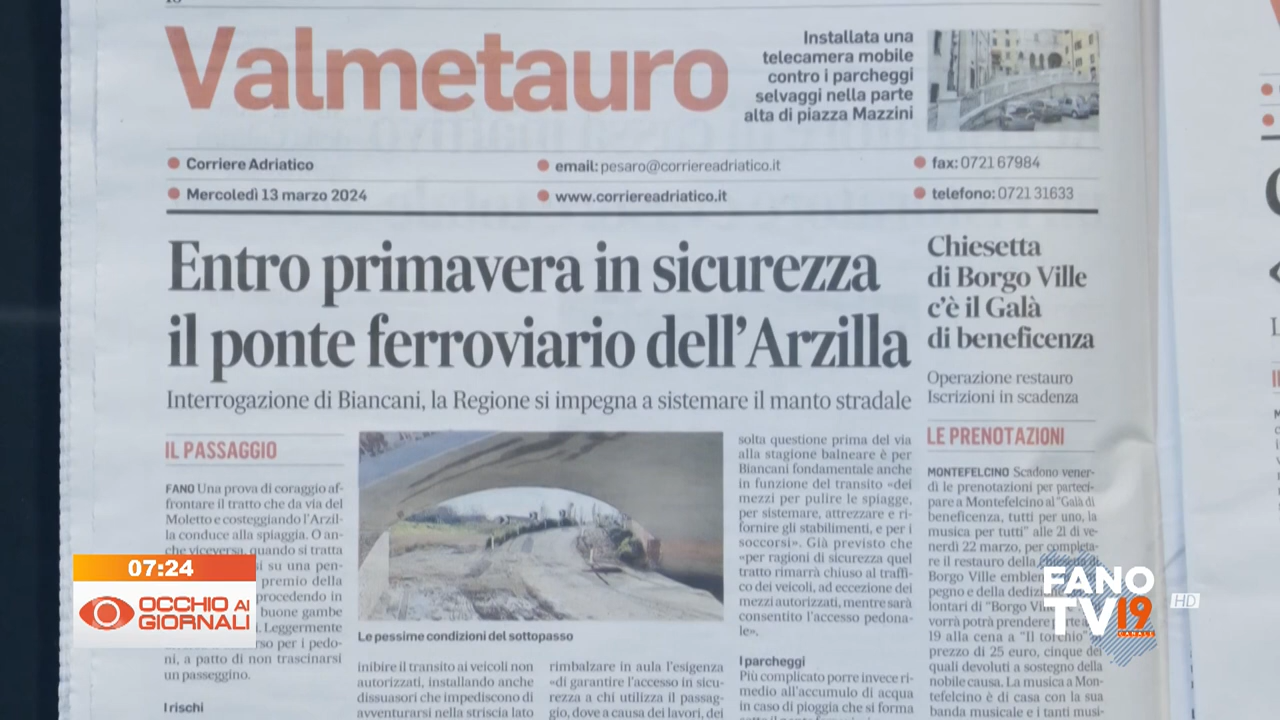 Valmetauro
Installata una
telecamera mobile
contro i parcheggi
selvaggi nella parte
alta di piazza Mazzini
Corriere Adriatico
email: pesaro@corriereadriatico.it
fax: 0721 67984
Mercoledì 13 marzo 2024
www.corriereadriatico.it
telefono: 0721 31633
Entro primavera in sicurezza
il ponte ferroviario dell'Arzilla
Interrogazione di Biancani, la Regione si impegna a sistemare il manto stradale
IL PASSAGGIO
FANO Una prova di coraggio af-
frontare il tratto che da via del
Moletto e costeggiando l'Arzil-
la conduce alla spiaggia. O an-
che viceversa, quando si tratta
si su una pen-
premio della
procedendo in
buone gambe
Leggermente
so per i pedo-
ni, a patto di non trascinarsi
un passeggino.
I rischi
Le pessime condizioni del sottopasso
inibire il transito ai veicoli non
autorizzati, installando anche
dissuasori che impediscono di
avventurarsi nella striscia lato
rimbalzare in aula l'esigenza
«di garantire l'accesso in sicu-
rezza a chi utilizza il passag-
gio, dove a causa dei lavori, dei
solta questione prima del via
alla stagione balneare è per
Biancani fondamentale anche
in funzione del transito «dei
mezzi per pulire le spiagge,
per sistemare, attrezzare e ri-
fornire gli stabilimenti, e per i
soccorsi». Già previsto che
«per ragioni di sicurezza quel
tratto rimarrà chiuso al traffi-
co dei veicoli, ad eccezione dei
mezzi autorizzati, mentre sarà
consentito l'accesso pedona-
le».
I parcheggi
Più complicato porre invece ri-
medio all'accumulo di acqua
in caso di pioggia che si forma
Chiesetta
di Borgo Ville
c'è il Galà
di beneficenza
Operazione restauro
Iscrizioni in scadenza
LE PRENOTAZIONI
MONTEFELCINO Scadono vener-
dì le prenotazioni per parteci-
pare a Montefelcino al "Galà di
beneficenza, tutti per uno, la
musica per tutti" alle 21 di ve-
nerdì 22 marzo, per completa-
re il restauro della
Borgo Ville emblem
pegno e della dediz
lontari di "Borgo Vil
vorrà potrà prendere
19 alla cena a "Il torchio"
prezzo di 25 euro, cinque dei
quali devoluti a sostegno della
nobile causa. La musica a Mon-
tefelcino è di casa con la sua
banda musicale e i tanti musi-
07:24
OCCHIO AI
GIORNALI
FANO
TV19
CANALE
HD